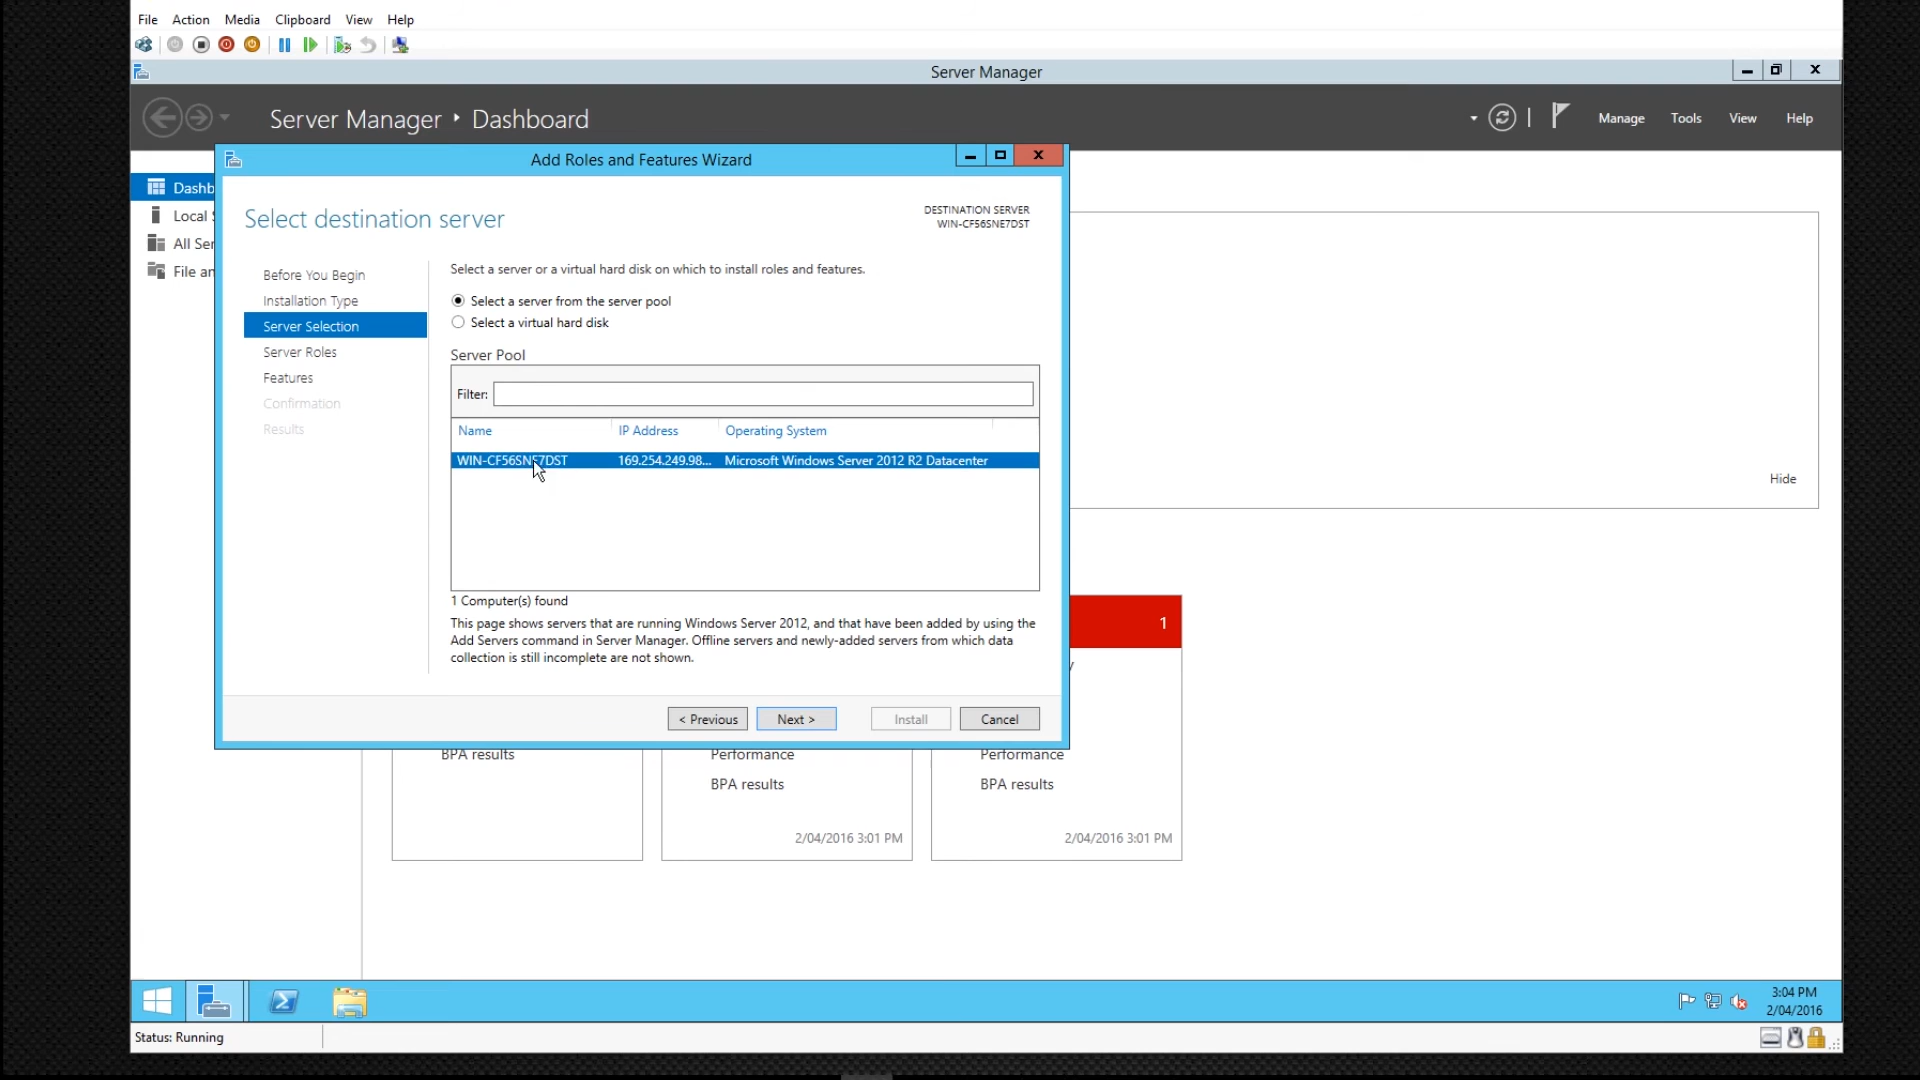 File Action Media Clipboard View Help
Server Manager
Server Manager ‣ Dashboard
Manage Tools View Help
Add Roles and Features Wizard
Dashb
Local
All Ser
File an
Select destination server
DESTINATION SERVER
WIN-CF56SNE7DST
Before You Begin
Installation Type
Server Selection
Server Roles
Features
Confirmation
Results
Select a server or a virtual hard disk on which to install roles and features.
Select a server from the server pool
Select a virtual hard disk
Server Pool
Filter:
Name IP Address Operating System
WIN-CF56SNE7DST 169.254.249.98... Microsoft Windows Server 2012 R2 Datacenter
1 Computer(s) found
This page shows servers that are running Windows Server 2012, and that have been added by using the
Add Servers command in Server Manager. Offline servers and newly-added servers from which data
collection is still incomplete are not shown.
< Previous Next > Install Cancel
Hide
1
BPA results
Performance
BPA results
2/04/2016 3:01 PM
Performance
BPA results
2/04/2016 3:01 PM
3:04 PM
2/04/2016
Status: Running